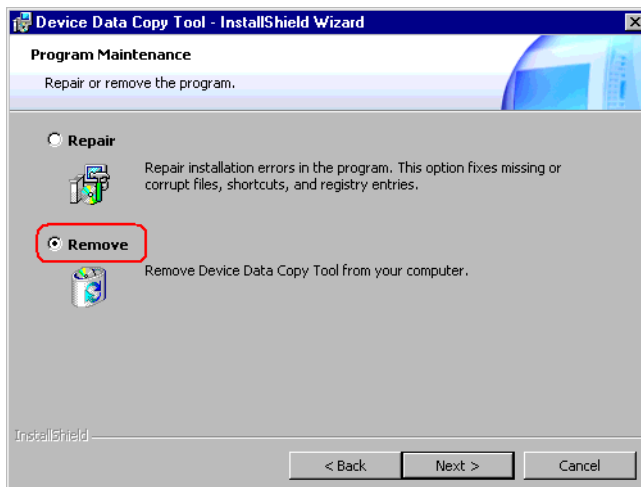 Device Data Copy Tool - InstallShield Wizard
Program Maintenance
Repair or remove the program.
Repair
Repair installation errors in the program. This option fixes missing or
corrupt files, shortcuts, and registry entries.
Remove
Remove Device Data Copy Tool from your computer.
InstallShield
< Back
Next >
Cancel